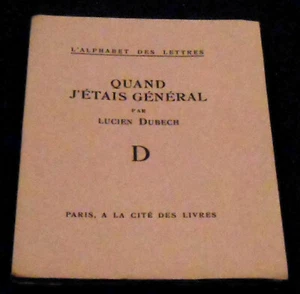 L'ALPHABET DES LETTRES
QUAND
J'ÉTAIS GÉNÉRAL
PAR
LUCIEN DUBECH
D
PARIS, A LA CITÉ DES LIVRES